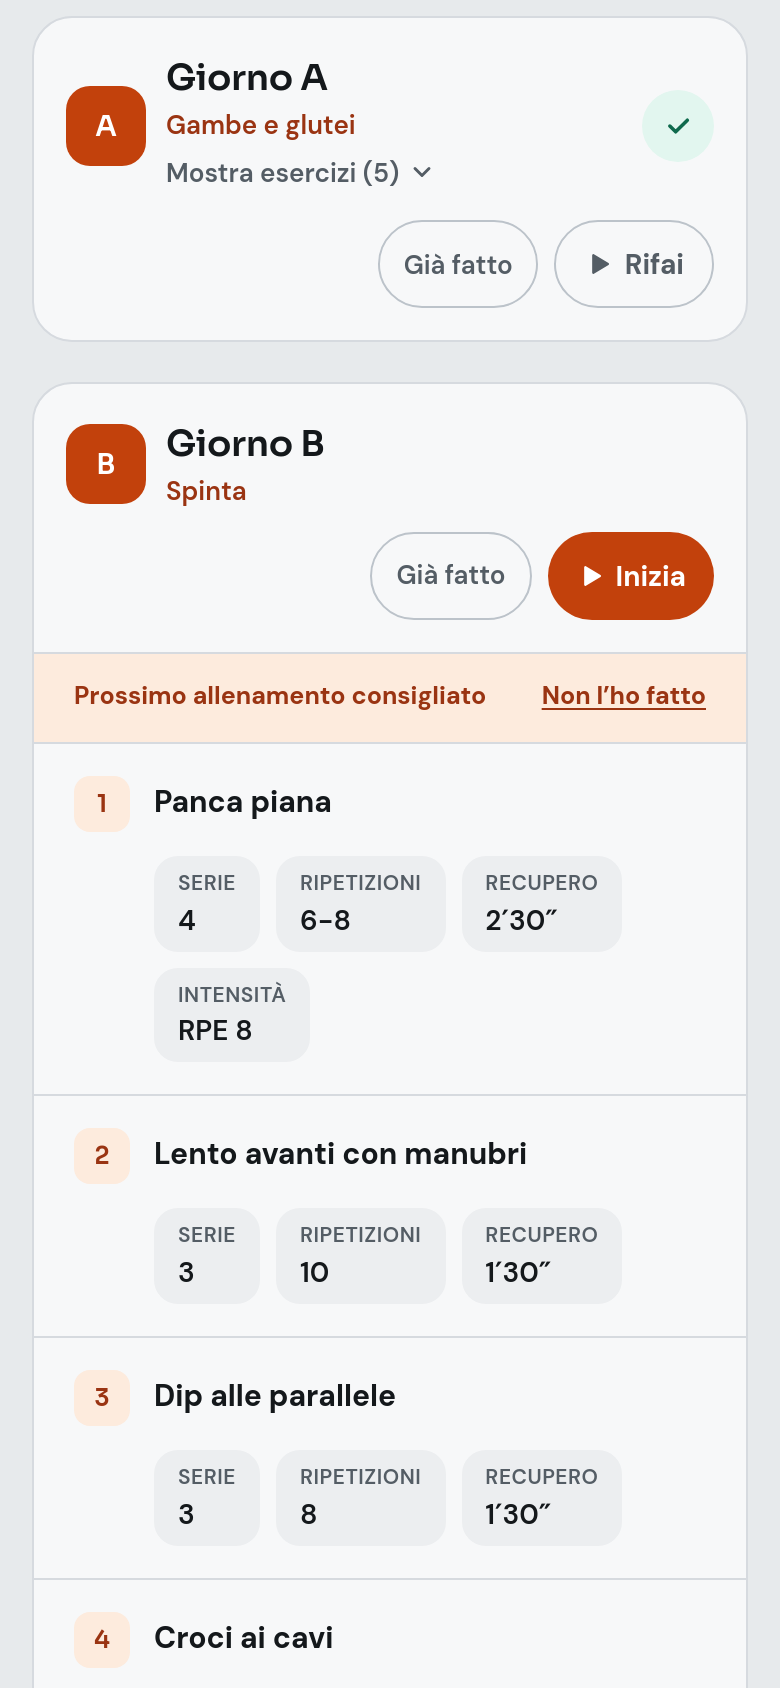 A
Giorno A
Gambe e glutei
Mostra esercizi (5)
Già fatto
Rifai
B
Giorno B
Spinta
Già fatto
Inizia
Prossimo allenamento consigliato
Non l’ho fatto
1
Panca piana
SERIE
4
RIPETIZIONI
6–8
RECUPERO
2′30″
INTENSITÀ
RPE 8
2
Lento avanti con manubri
SERIE
3
RIPETIZIONI
10
RECUPERO
1′30″
3
Dip alle parallele
SERIE
3
RIPETIZIONI
8
RECUPERO
1′30″
4
Croci ai cavi